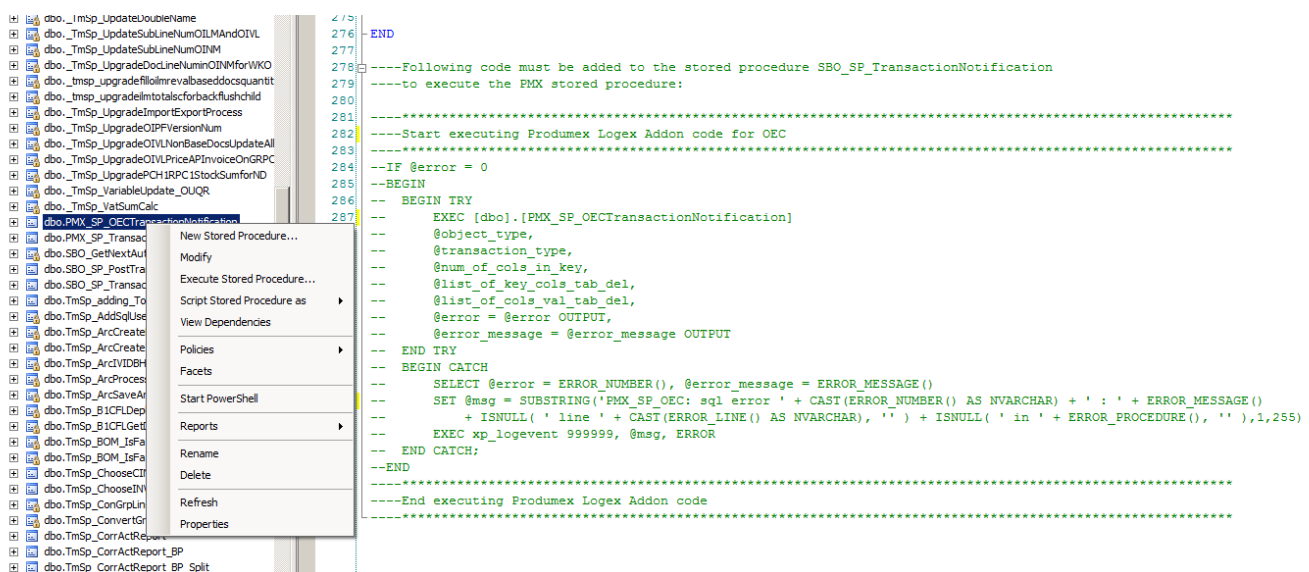 dbo._TmSp_UpdateDoubleName
dbo._TmSp_UpdateSubLineNumOILMAndOIVL
dbo._TmSp_UpdateSubLineNumOINM
dbo._TmSp_UpgradeDocLineNuminOINMforWKO
dbo._tmsp_upgradefilloilmrevalbaseddocsquantit
dbo._tmsp_upgradeilmtotalscforbackflushchild
dbo._TmSp_UpgradeImportExportProcess
dbo._TmSp_UpgradeOIPFVersionNum
dbo._TmSp_UpgradeOIVLNonBaseDocsUpdateAll
dbo._TmSp_UpgradeOIVLPriceAPInvoiceOnGRPC
dbo._TmSp_UpgradePCH1RPC1StockSumforND
dbo._TmSp_VariableUpdate_OUQR
dbo._TmSp_VatSumCalc
dbo.PMX_SP_OECTransactionNotification
dbo.PMX_SP_Transac
dbo.SBO_GetNextAut
dbo.SBO_SP_PostTra
dbo.SBO_SP_Transac
dbo.TmSp_adding_To
dbo.TmSp_AddSqlUse
dbo.TmSp_ArcCreate
dbo.TmSp_ArcCreate
dbo.TmSp_ArcIVIDBH
dbo.TmSp_ArcProcess
dbo.TmSp_ArcSaveAr
dbo.TmSp_B1CFLDep
dbo.TmSp_B1CFLGetD
dbo.TmSp_BOM_IsFa
dbo.TmSp_BOM_IsFa
dbo.TmSp_ChooseCIN
dbo.TmSp_ChooseINV
dbo.TmSp_ConGrpLin
dbo.TmSp_ConvertGr
dbo.TmSp_CorrActReport
dbo.TmSp_CorrActReport_BP
dbo.TmSp_CorrActReport_BP_Split
New Stored Procedure...
Modify
Execute Stored Procedure...
Script Stored Procedure as
View Dependencies
Policies
Facets
Start PowerShell
Reports
Rename
Delete
Refresh
Properties
275
276 END
277
278 ----Following code must be added to the stored procedure SBO_SP_TransactionNotification
279 ----to execute the PMX stored procedure:
280
281 ----************************************************************************************************************
282 ----Start executing Produmex Logex Addon code for OEC
283 ----************************************************************************************************************
284 --IF @error = 0
285 --BEGIN
286 -- BEGIN TRY
287 -- EXEC [dbo].[PMX_SP_OECTransactionNotification]
-- @object_type,
-- @transaction_type,
-- @num_of_cols_in_key,
-- @list_of_key_cols_tab_del,
-- @list_of_cols_val_tab_del,
-- @error = @error OUTPUT,
-- @error_message = @error_message OUTPUT
-- END TRY
-- BEGIN CATCH
-- SELECT @error = ERROR_NUMBER(), @error_message = ERROR_MESSAGE()
-- SET @msg = SUBSTRING('PMX_SP_OEC: sql error ' + CAST(ERROR_NUMBER() AS NVARCHAR) + ' : ' + ERROR_MESSAGE()
-- + ISNULL( ' line ' + CAST(ERROR_LINE() AS NVARCHAR), '' ) + ISNULL( ' in ' + ERROR_PROCEDURE(), '' ),1,255)
-- EXEC xp_logevent 999999, @msg, ERROR
-- END CATCH;
--END
----************************************************************************************************************
----End executing Produmex Logex Addon code
----************************************************************************************************************